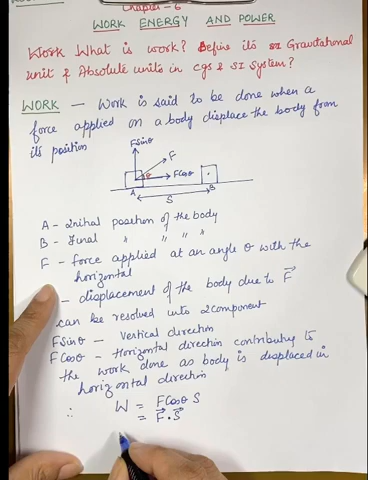 Chapter - 6
WORK ENERGY AND POWER
Work What is work? Define its SI Gravitational
unit & Absolute units in cgs & SI System?
WORK — Work is said to be done when a
force applied on a body displace the body from
its position
Fsinθ
F
θ
Fcosθ
A
B
S
A - Initial position of the body
B - Final " " " "
F - force applied at an angle θ with the
horizontal
- displacement of the body due to F⃗
can be resolved into 2 component
Fsinθ - Vertical direction
Fcosθ - Horizontal direction contributing to
the work done as body is displaced in
horizontal direction
∴ W = Fcosθ S
= F⃗ . S⃗